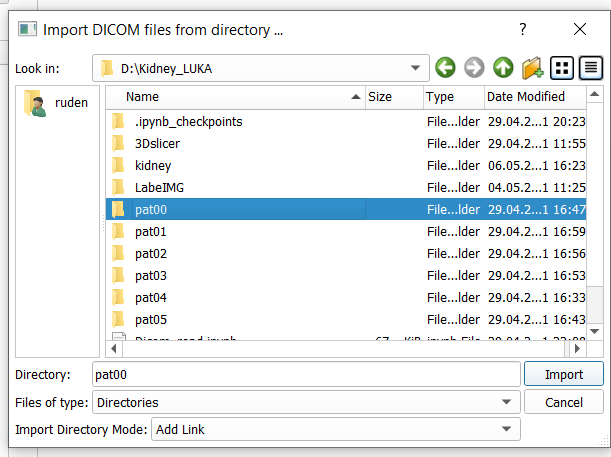 Import DICOM files from directory ...
?
Look in: D:\Kidney_LUKA
ruden
Name Size Type Date Modified
.ipynb_checkpoints File...lder 29.04.2...1 20:23
3Dslicer File...lder 29.04.2...1 11:55
kidney File...lder 06.05.2...1 16:23
LabeIMG File...lder 04.05.2...1 11:25
pat00 File...lder 29.04.2...1 16:47
pat01 File...lder 29.04.2...1 16:59
pat02 File...lder 29.04.2...1 16:56
pat03 File...lder 29.04.2...1 16:53
pat04 File...lder 29.04.2...1 16:33
pat05 File...lder 29.04.2...1 16:43
Directory: pat00 Import
Files of type: Directories Cancel
Import Directory Mode: Add Link